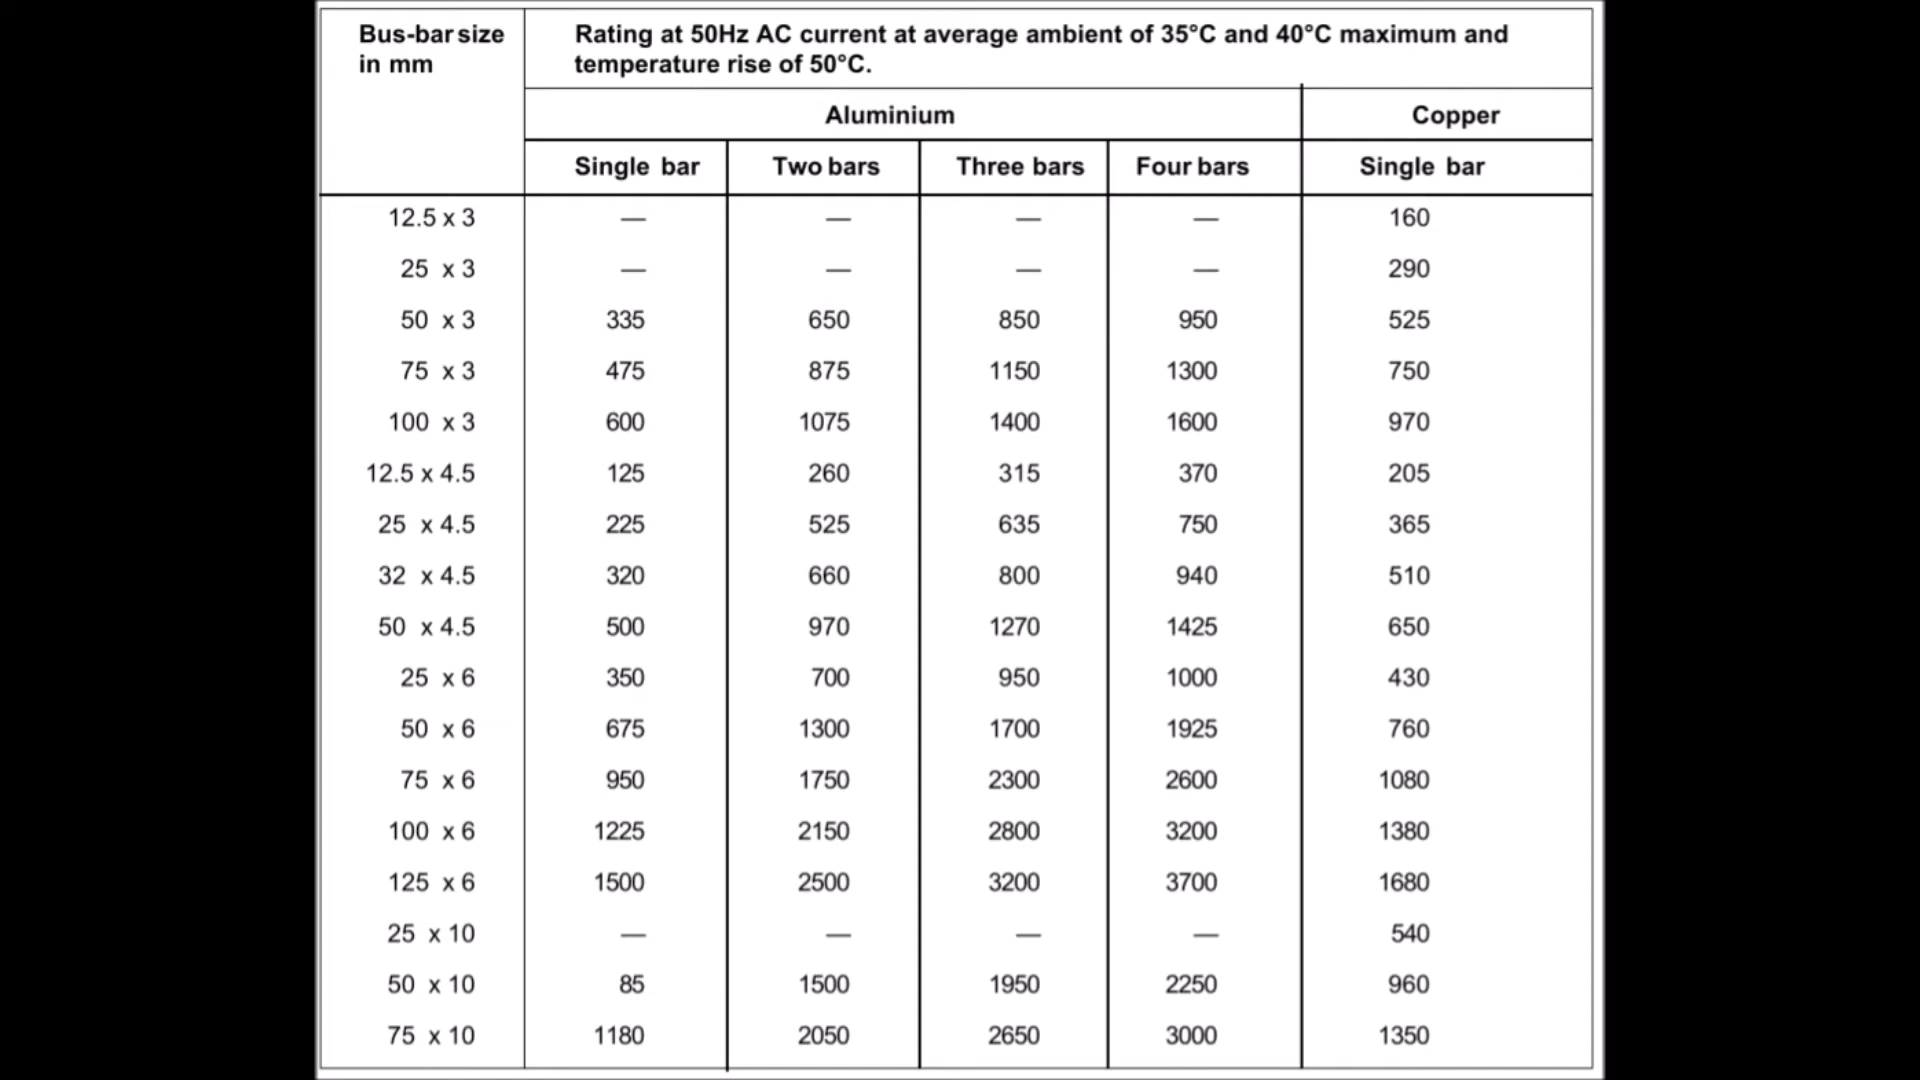 Bus-bar size Rating at 50Hz AC current at average ambient of 35°C and 40°C maximum and
in mm temperature rise of 50°C.
Aluminium Copper
Single bar Two bars Three bars Four bars Single bar
12.5 x 3 — — — — 160
25 x 3 — — — — 290
50 x 3 335 650 850 950 525
75 x 3 475 875 1150 1300 750
100 x 3 600 1075 1400 1600 970
12.5 x 4.5 125 260 315 370 205
25 x 4.5 225 525 635 750 365
32 x 4.5 320 660 800 940 510
50 x 4.5 500 970 1270 1425 650
25 x 6 350 700 950 1000 430
50 x 6 675 1300 1700 1925 760
75 x 6 950 1750 2300 2600 1080
100 x 6 1225 2150 2800 3200 1380
125 x 6 1500 2500 3200 3700 1680
25 x 10 — — — — 540
50 x 10 85 1500 1950 2250 960
75 x 10 1180 2050 2650 3000 1350